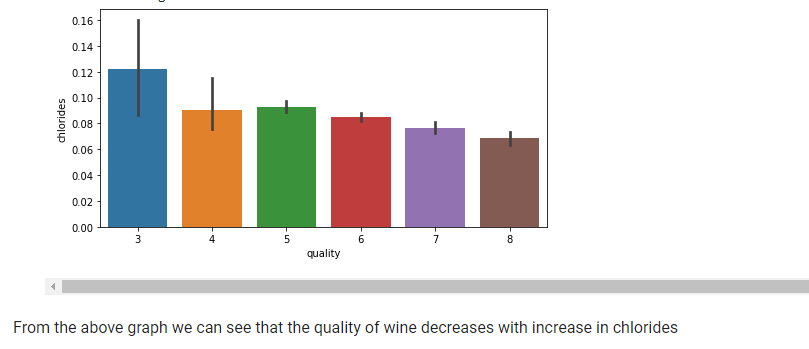 0.16
0.14
0.12
0.10
0.08
0.06
0.04
0.02
0.00
chlorides
3 4 5 6 7 8
quality
From the above graph we can see that the quality of wine decreases with increase in chlorides